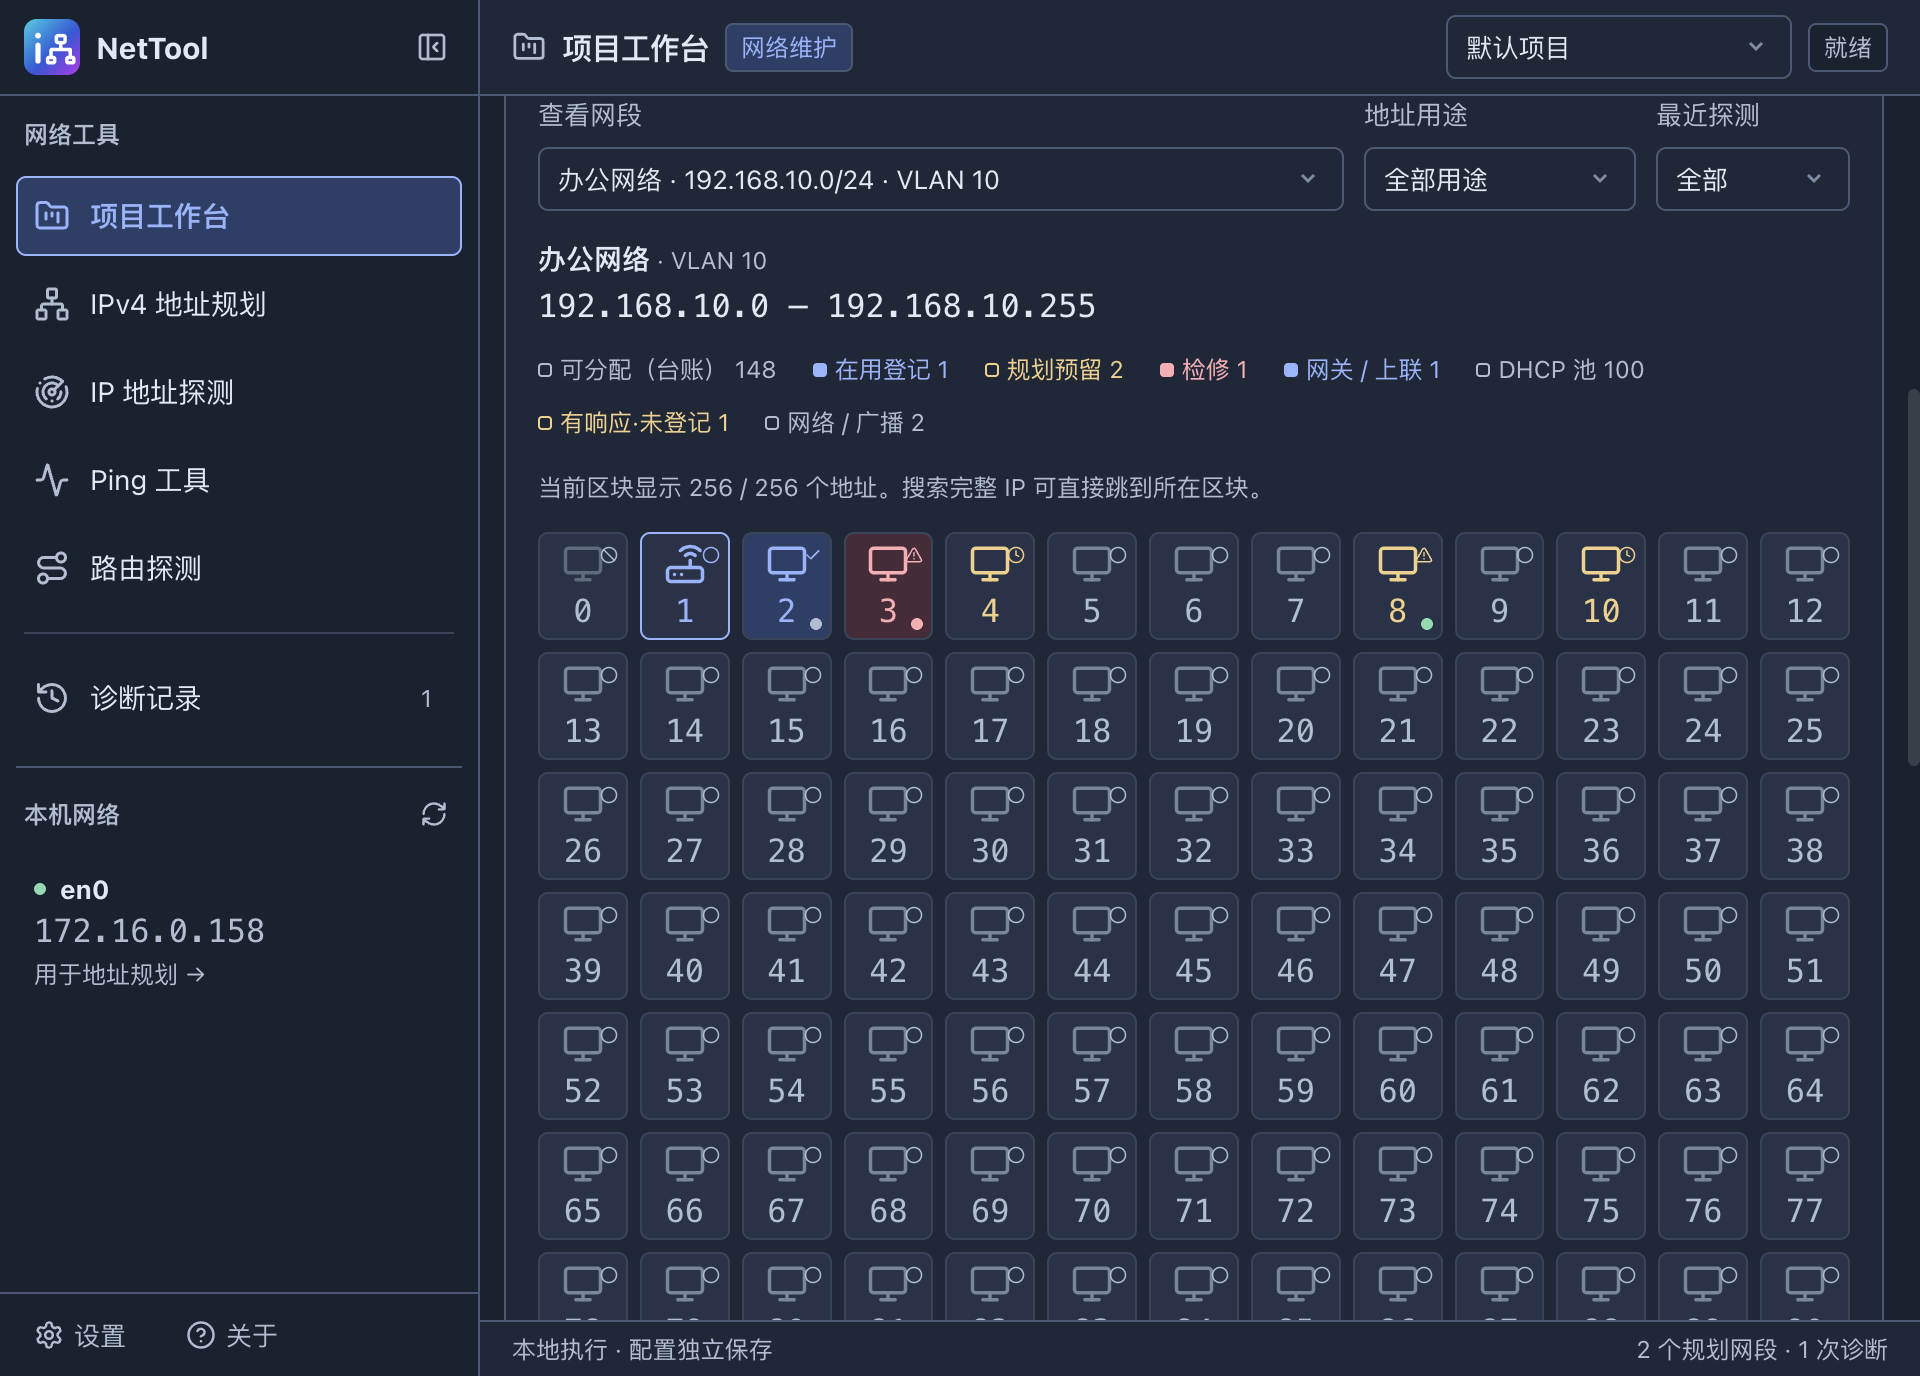 NetTool
项目工作台 网络维护 默认项目 就绪
网络工具
项目工作台
IPv4 地址规划
IP 地址探测
Ping 工具
路由探测
诊断记录 1
本机网络
en0
172.16.0.158
用于地址规划 →
设置 关于
查看网段 地址用途 最近探测
办公网络 · 192.168.10.0/24 · VLAN 10 全部用途 全部
办公网络 · VLAN 10
192.168.10.0 — 192.168.10.255
可分配（台账） 148 在用登记 1 规划预留 2 检修 1 网关 / 上联 1 DHCP 池 100
有响应·未登记 1 网络 / 广播 2
当前区块显示 256 / 256 个地址。搜索完整 IP 可直接跳到所在区块。
0 1 2 3 4 5 6 7 8 9 10 11 12
13 14 15 16 17 18 19 20 21 22 23 24 25
26 27 28 29 30 31 32 33 34 35 36 37 38
39 40 41 42 43 44 45 46 47 48 49 50 51
52 53 54 55 56 57 58 59 60 61 62 63 64
65 66 67 68 69 70 71 72 73 74 75 76 77
本地执行 · 配置独立保存 2 个规划网段 · 1 次诊断